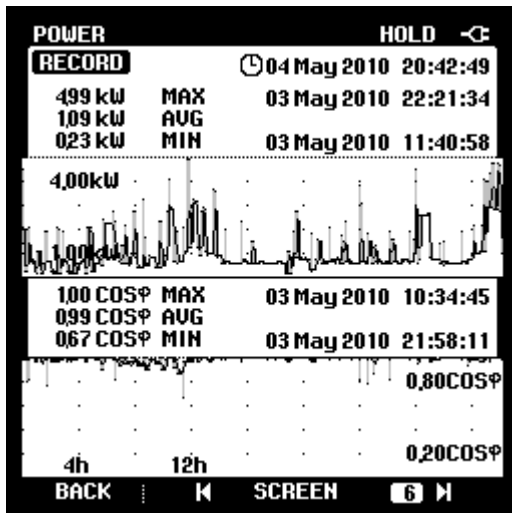 POWER HOLD
RECORD 04 May 2010 20:42:49
4,99 kW MAX 03 May 2010 22:21:34
1,09 kW AVG
0,23 kW MIN 03 May 2010 11:40:58
4,00kW
1,00kW
1,00 COSφ MAX 03 May 2010 10:34:45
0,99 COSφ AVG
0,67 COSφ MIN 03 May 2010 21:58:11
0,80COSφ
0,20COSφ
4h 12h
BACK SCREEN 6